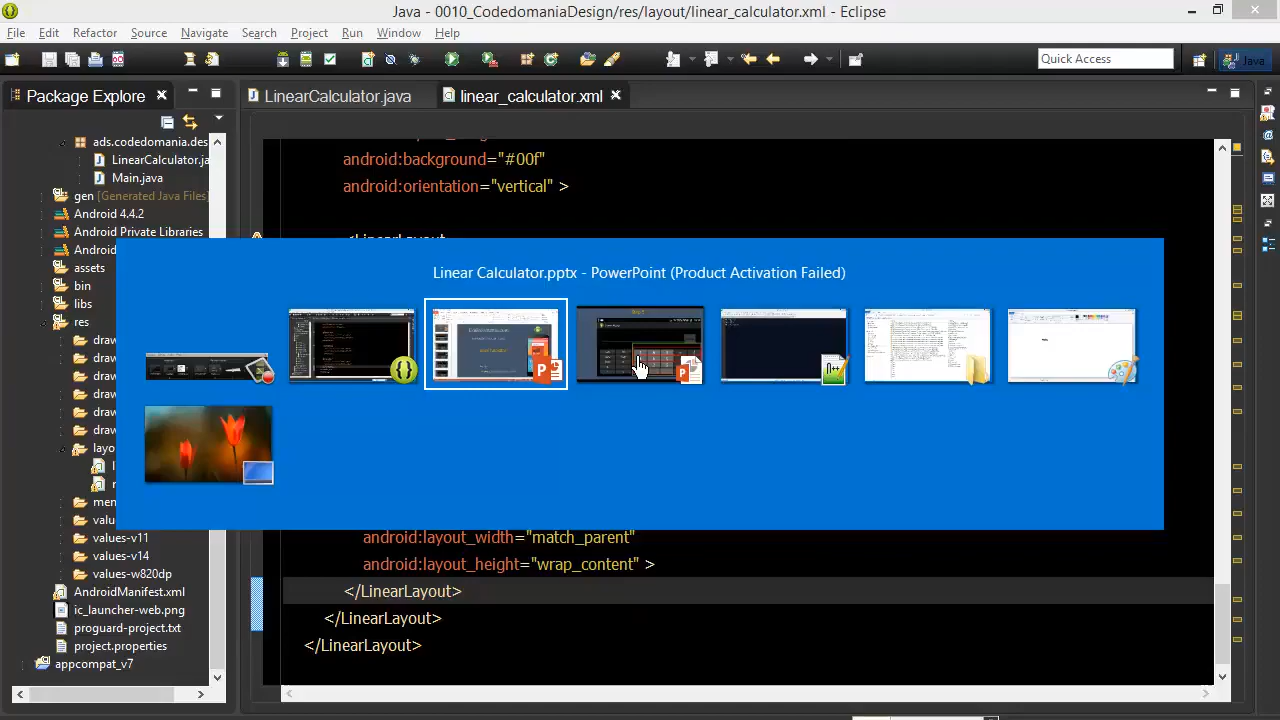 Java - 0010_CodedomaniaDesign/res/layout/linear_calculator.xml - Eclipse
File Edit Refactor Source Navigate Search Project Run Window Help
Quick Access
Java
Package Explore
LinearCalculator.java
linear_calculator.xml
ads.codedomania.des
LinearCalculator.ja
Main.java
gen [Generated Java Files]
Android 4.4.2
Android Private Libraries
Android
assets
bin
libs
res
draw
draw
draw
draw
draw
layo
men
valu
values-v11
values-v14
values-w820dp
AndroidManifest.xml
ic_launcher-web.png
proguard-project.txt
project.properties
appcompat_v7
android:background="#00f"
android:orientation="vertical" >
Linear Calculator.pptx - PowerPoint (Product Activation Failed)
android:layout_width="match_parent"
android:layout_height="wrap_content" >
</LinearLayout>
</LinearLayout>
</LinearLayout>